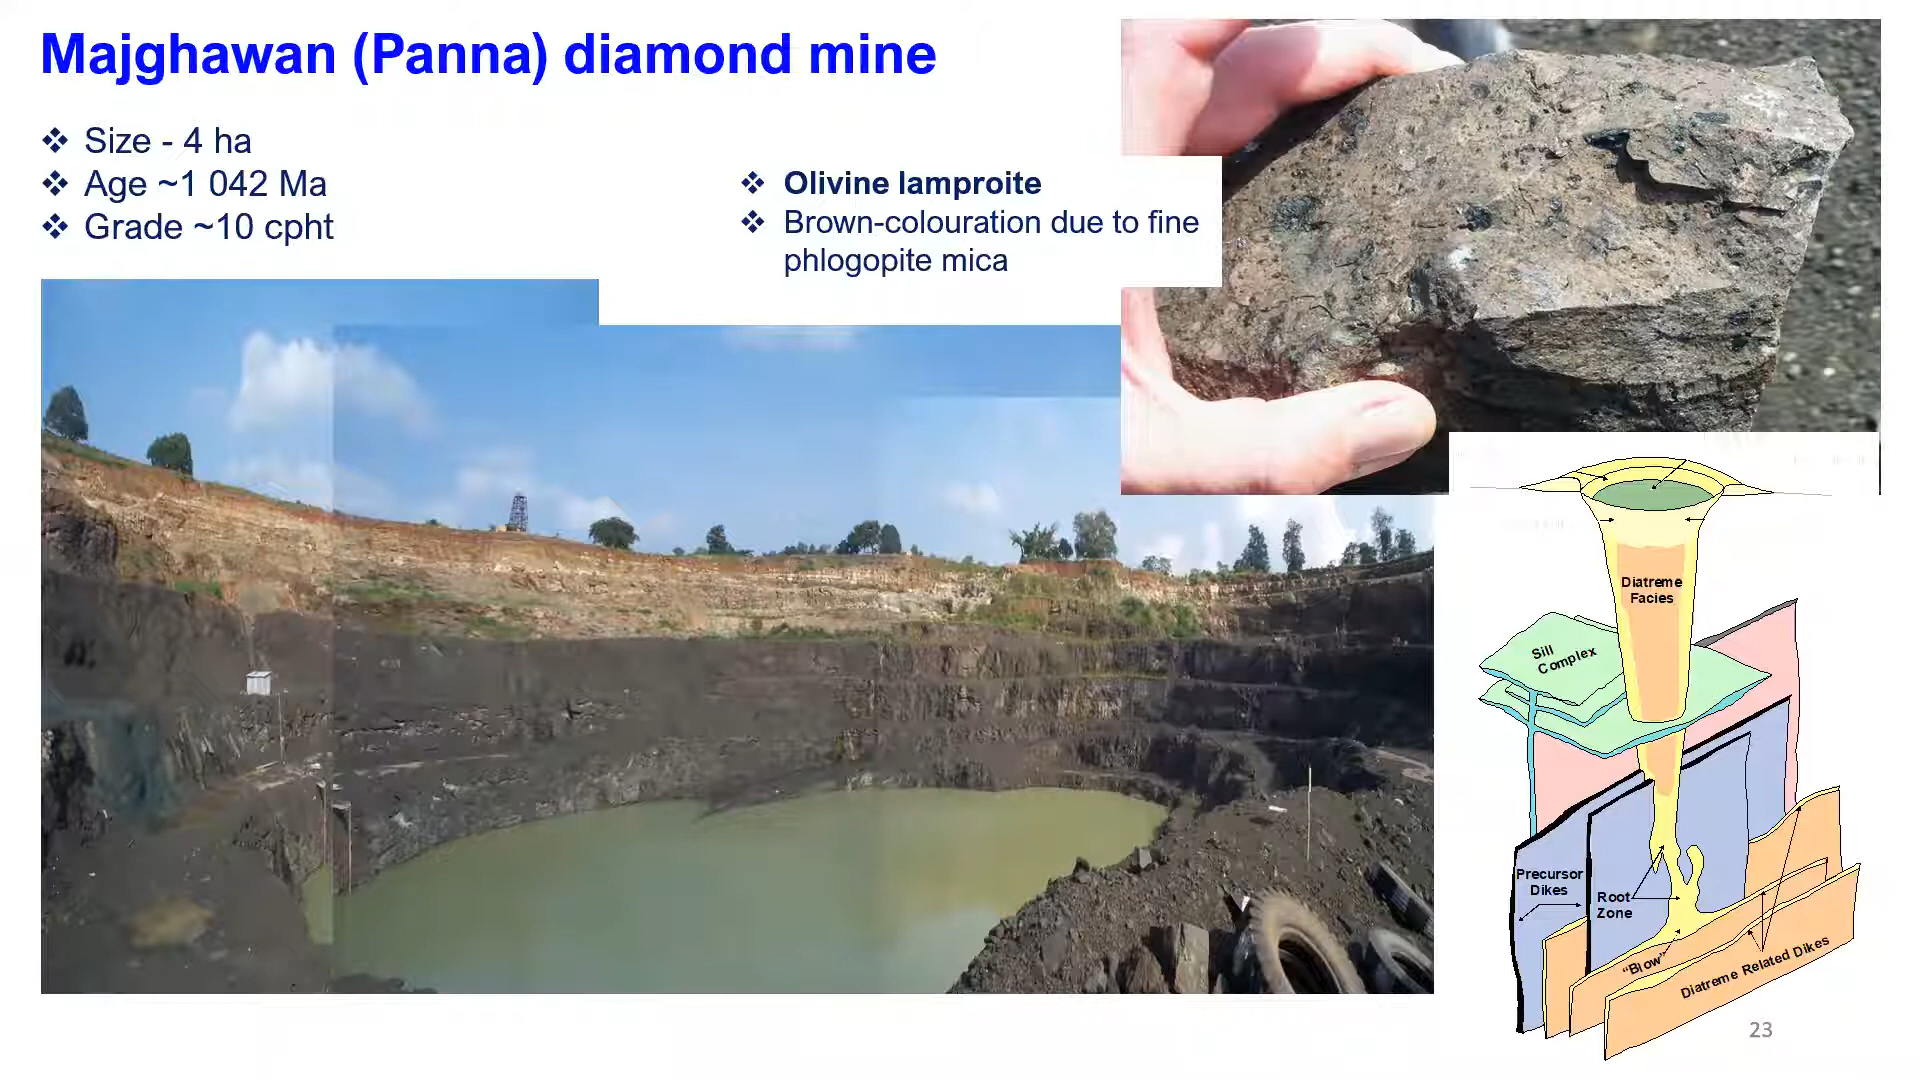 Majghawan (Panna) diamond mine
❖ Size - 4 ha
❖ Age ~1 042 Ma
❖ Grade ~10 cpht
❖ Olivine lamproite
❖ Brown-colouration due to fine
phlogopite mica
Diatreme
Facies
Sill
Complex
Precursor
Dikes
Root
Zone
“Blow”
Diatreme Related Dikes
23